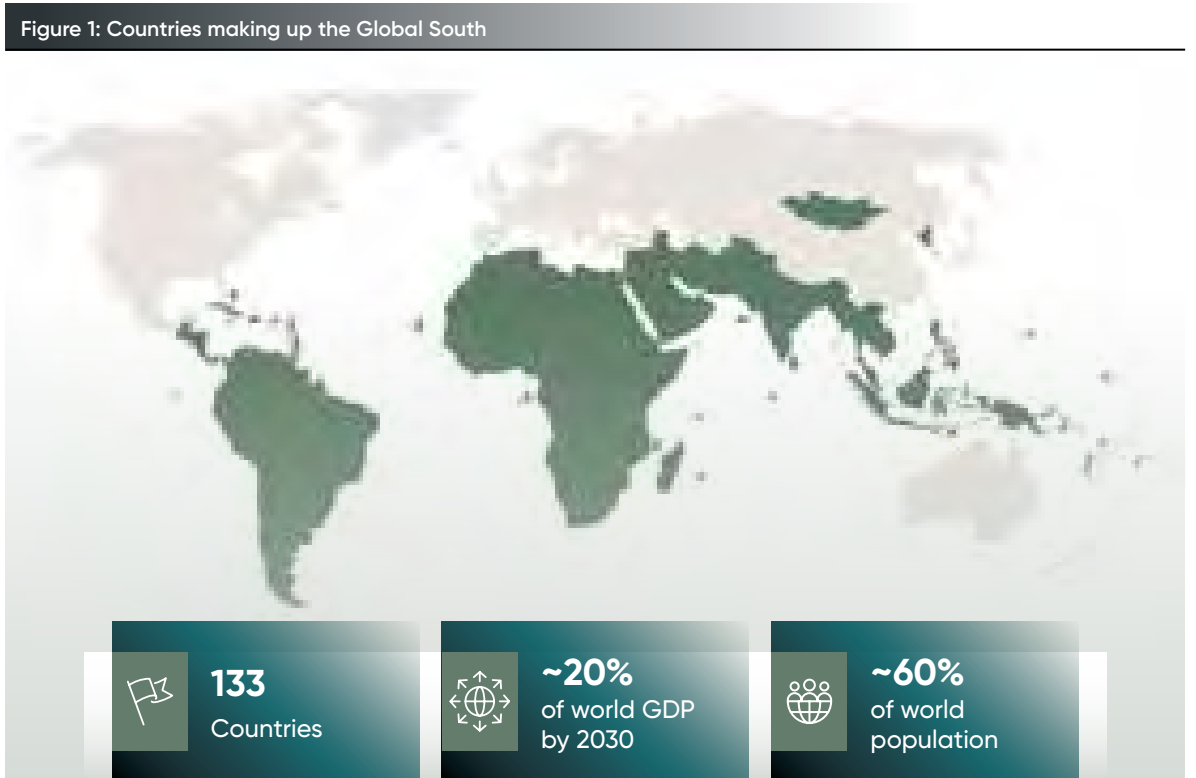 Figure 1: Countries making up the Global South
133
Countries
~20%
of world GDP
by 2030
~60%
of world
population